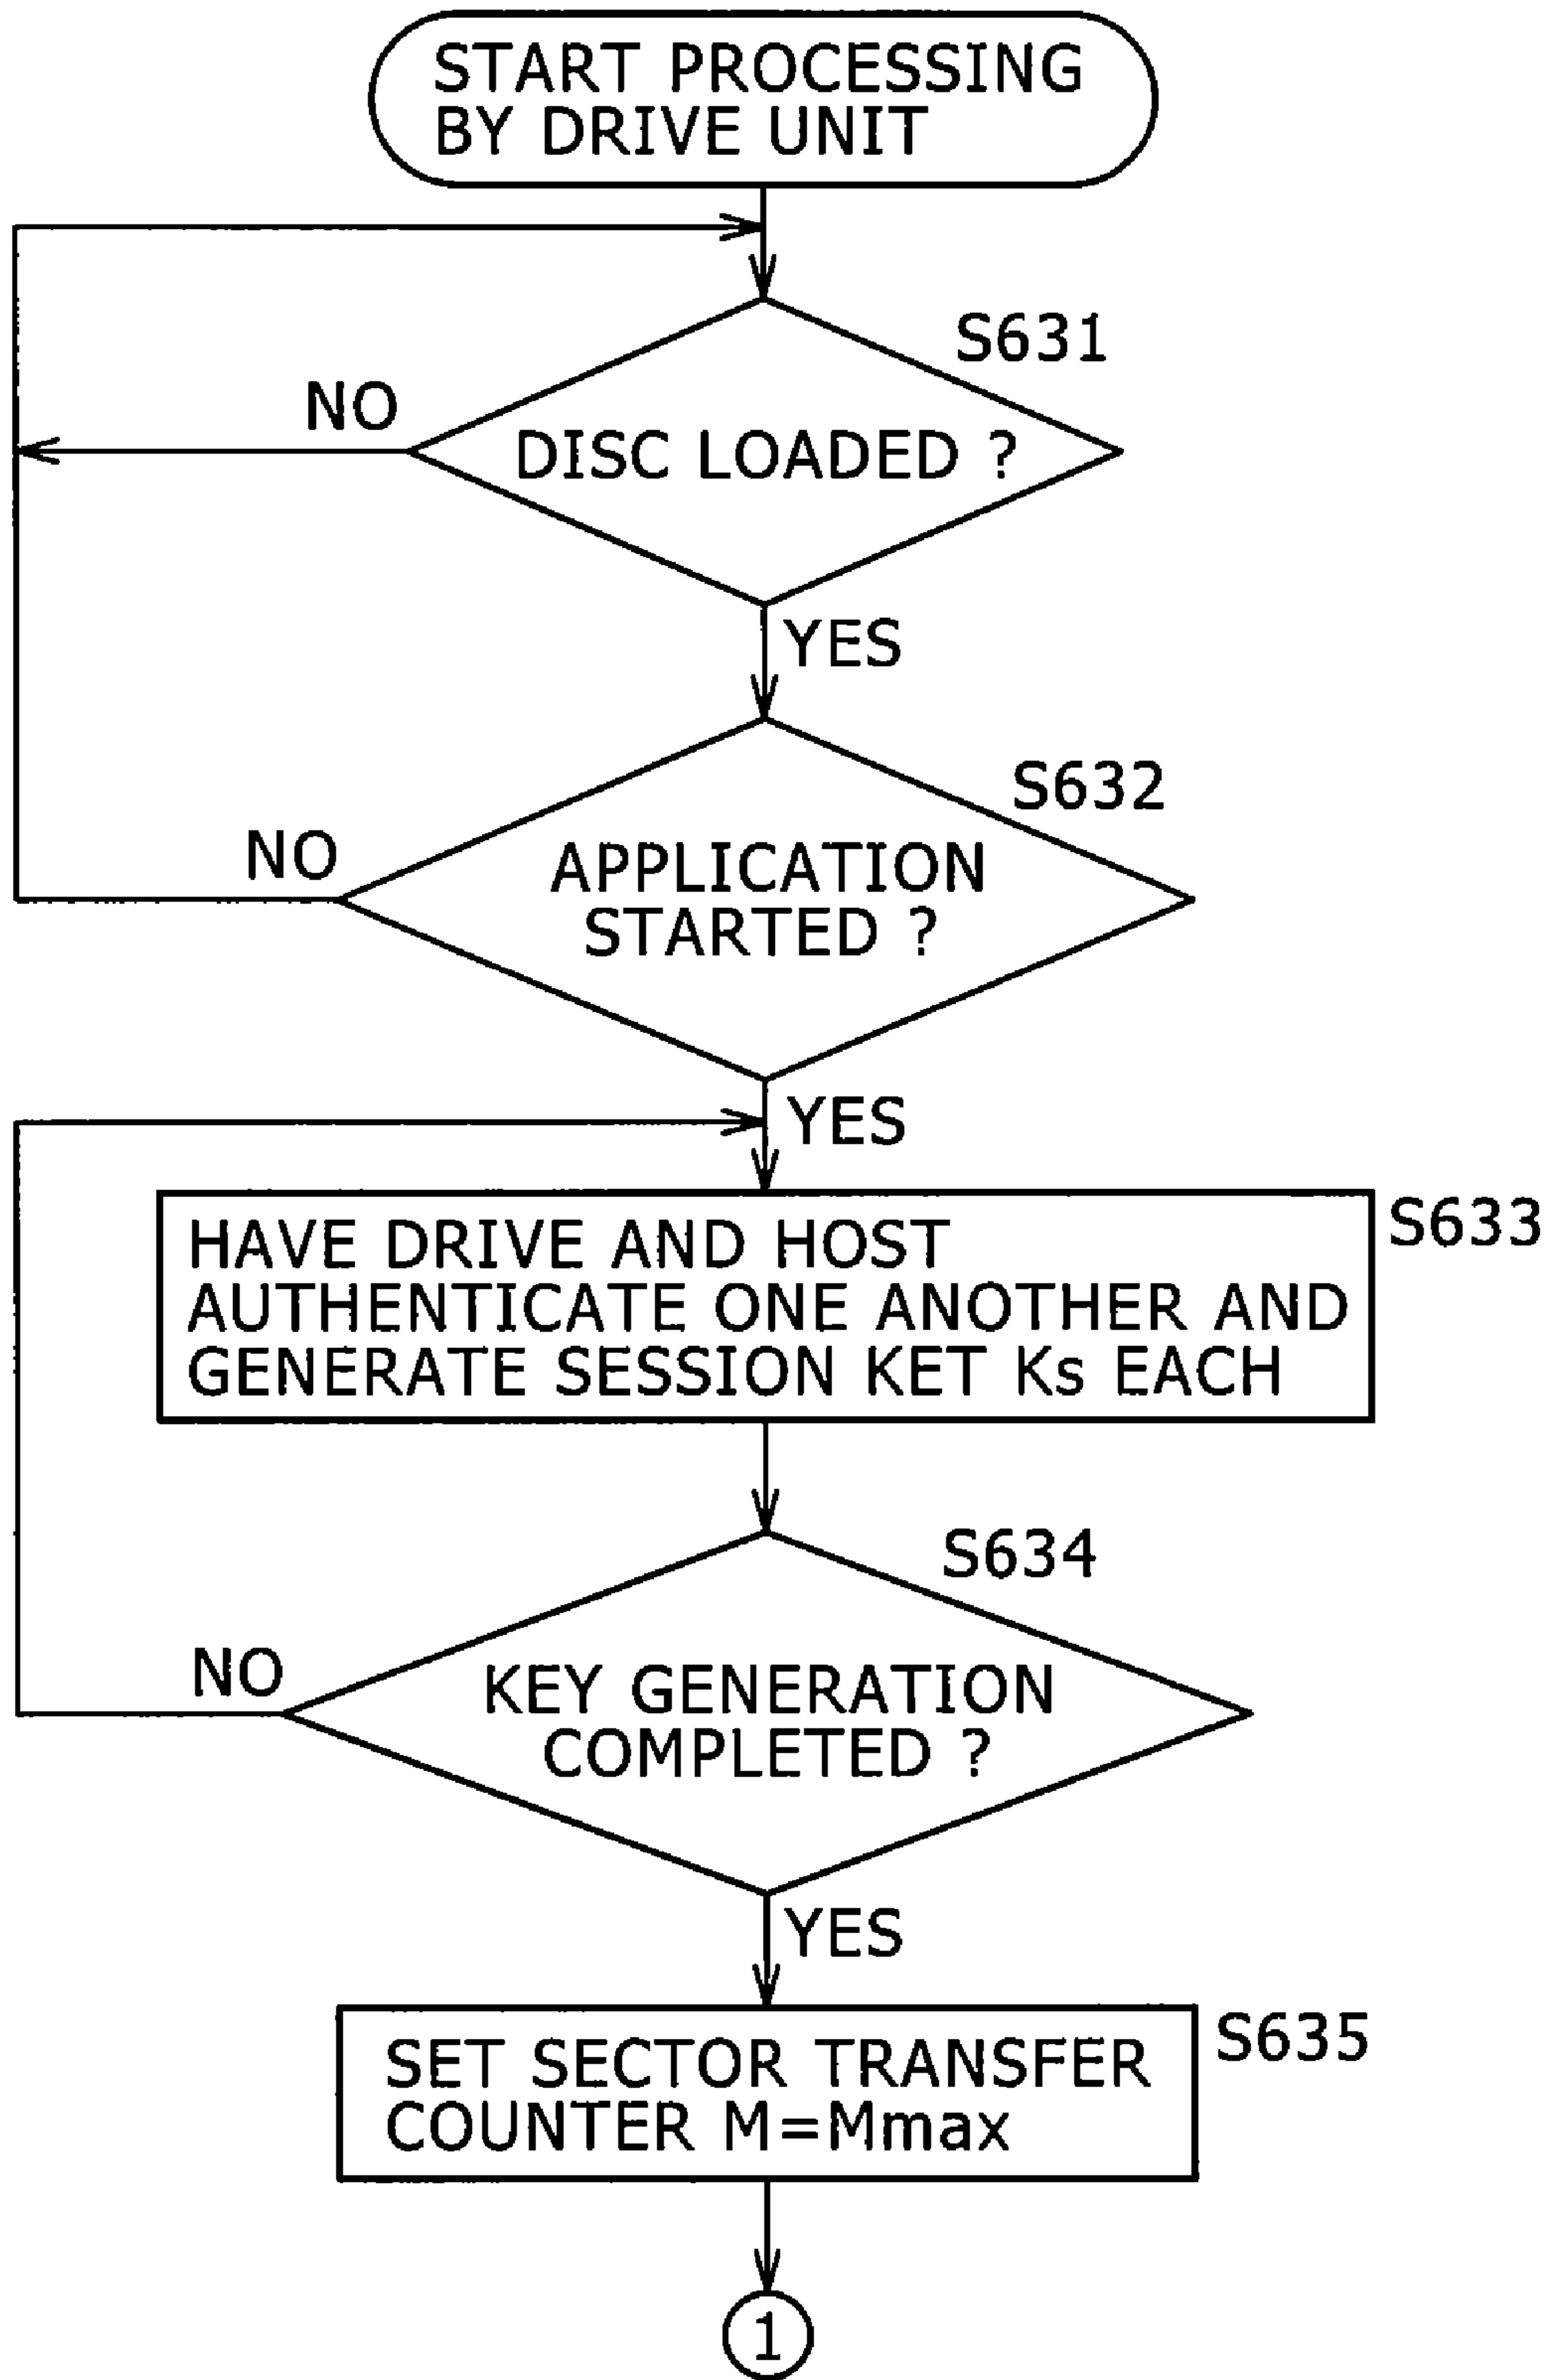 START PROCESSING
BY DRIVE UNIT
S631
NO
DISC LOADED ?
YES
S632
NO
APPLICATION
STARTED ?
YES
S633
HAVE DRIVE AND HOST
AUTHENTICATE ONE ANOTHER AND
GENERATE SESSION KET Ks EACH
S634
NO
KEY GENERATION
COMPLETED ?
YES
S635
SET SECTOR TRANSFER
COUNTER M=Mmax
1